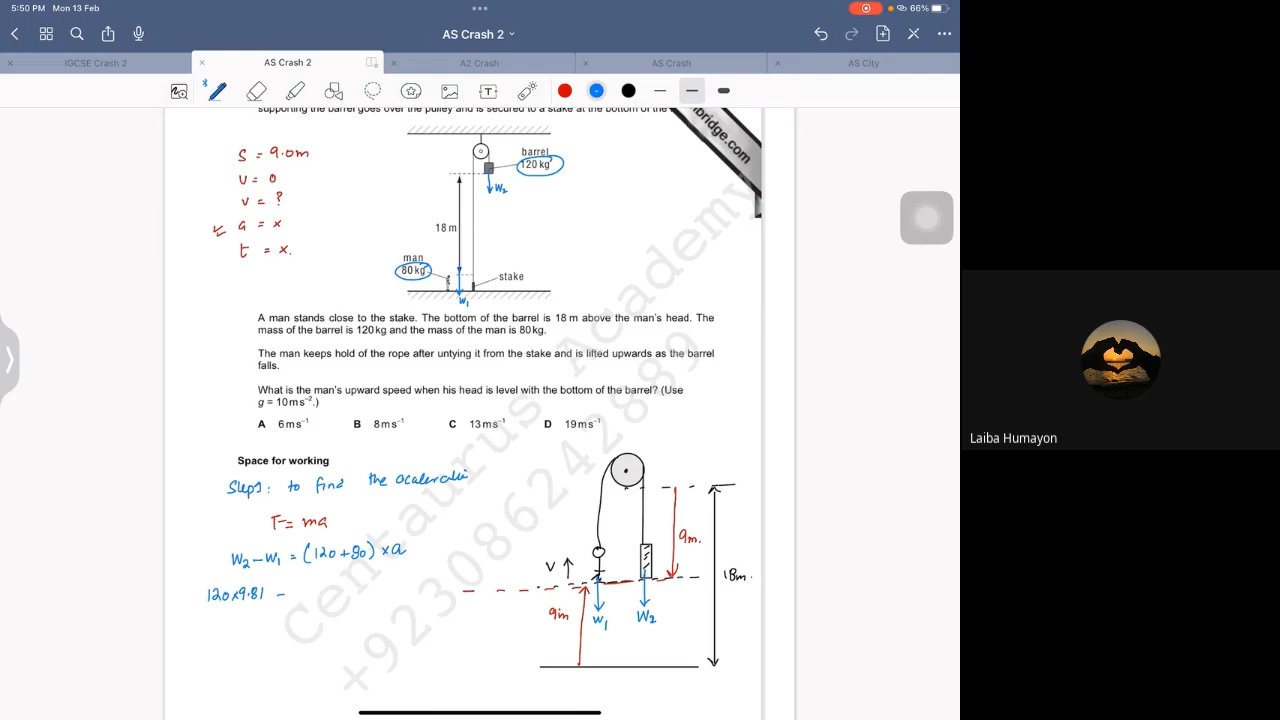 5:50 PM Mon 13 Feb
66%
AS Crash 2
IGCSE Crash 2
AS Crash 2
A2 Crash
AS Crash
AS City
supporting the barrel goes over the pulley and is secured to a stake at the bottom of the
bridge.com
S = 9.0m
U = 0
v = ?
a = x
t = x.
barrel
120 kg
W2
18 m
man
80 kg
stake
W1
A man stands close to the stake. The bottom of the barrel is 18 m above the man's head. The
mass of the barrel is 120 kg and the mass of the man is 80 kg.
The man keeps hold of the rope after untying it from the stake and is lifted upwards as the barrel
falls.
What is the man's upward speed when his head is level with the bottom of the barrel? (Use
g = 10 m s⁻².)
A 6 m s⁻¹ B 8 m s⁻¹ C 13 m s⁻¹ D 19 m s⁻¹
Space for working
Step1: to find the
F = ma
W2 - W1 = (120 + 80) × a
120 × 9.81 -
9m.
V
18m.
9m
W1
W2
Centaurus Academy
+923086242889
Laiba Humayon